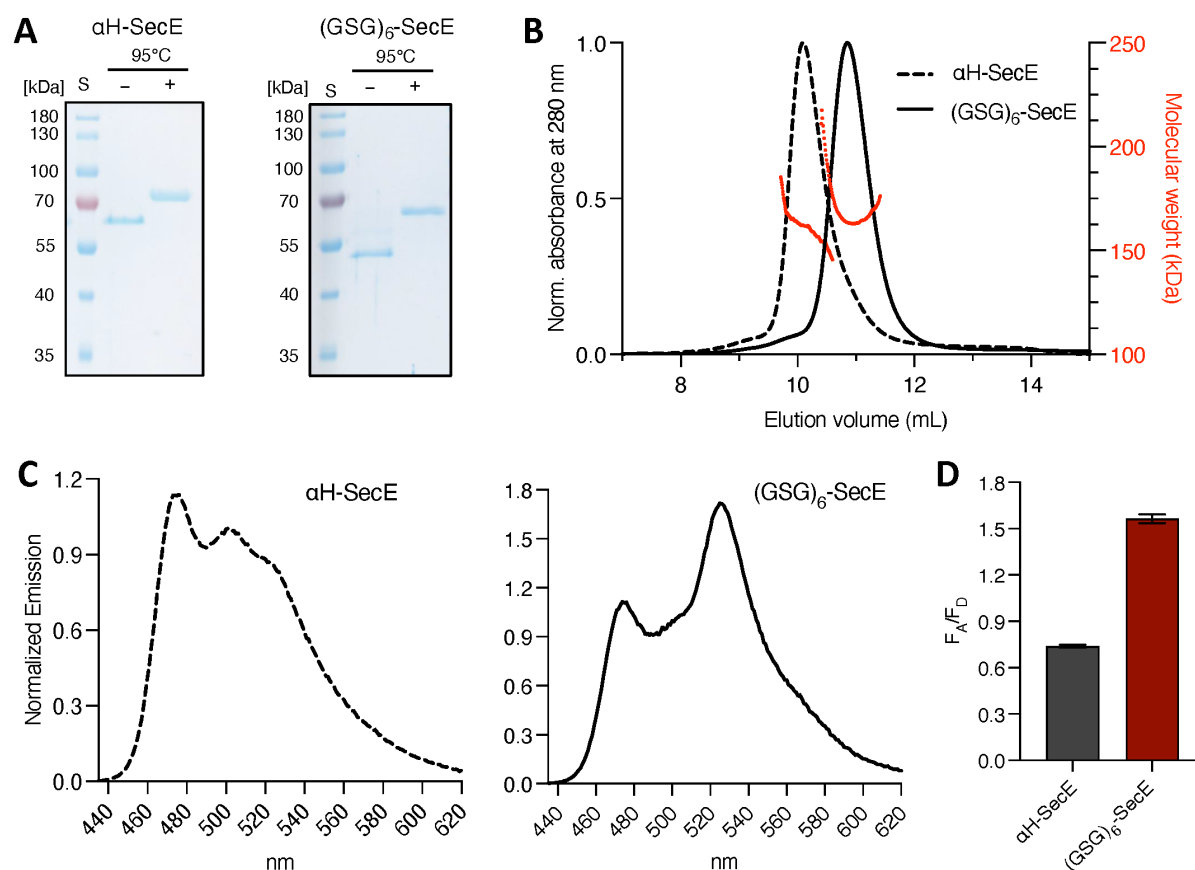 A
αH-SecE
95°C
[kDa] S − +
180
130
100
70
55
40
35
(GSG)6-SecE
95°C
[kDa] S − +
180
130
100
70
55
40
35
B
Norm. absorbance at 280 nm
1.0
0.5
0.0
8 10 12 14
Elution volume (mL)
αH-SecE
(GSG)6-SecE
250
200
150
100
Molecular weight (kDa)
C
αH-SecE
Normalized Emission
1.2
0.9
0.6
0.3
0.0
440 460 480 500 520 540 560 580 600 620
nm
(GSG)6-SecE
1.8
1.5
1.2
0.9
0.6
0.3
0.0
440 460 480 500 520 540 560 580 600 620
nm
D
FA/FD
1.8
1.5
1.2
0.9
0.6
0.3
0.0
αH-SecE
(GSG)6-SecE